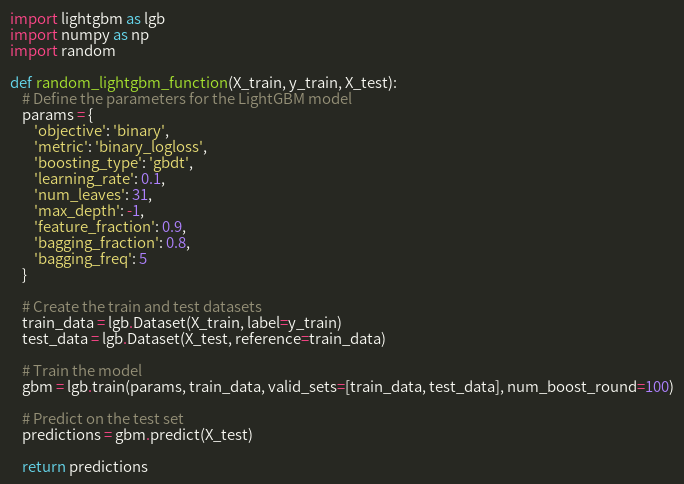 import lightgbm as lgb
import numpy as np
import random

def random_lightgbm_function(X_train, y_train, X_test):
    # Define the parameters for the LightGBM model
    params = {
        'objective': 'binary',
        'metric': 'binary_logloss',
        'boosting_type': 'gbdt',
        'learning_rate': 0.1,
        'num_leaves': 31,
        'max_depth': -1,
        'feature_fraction': 0.9,
        'bagging_fraction': 0.8,
        'bagging_freq': 5
    }

    # Create the train and test datasets
    train_data = lgb.Dataset(X_train, label=y_train)
    test_data = lgb.Dataset(X_test, reference=train_data)

    # Train the model
    gbm = lgb.train(params, train_data, valid_sets=[train_data, test_data], num_boost_round=100)

    # Predict on the test set
    predictions = gbm.predict(X_test)

    return predictions